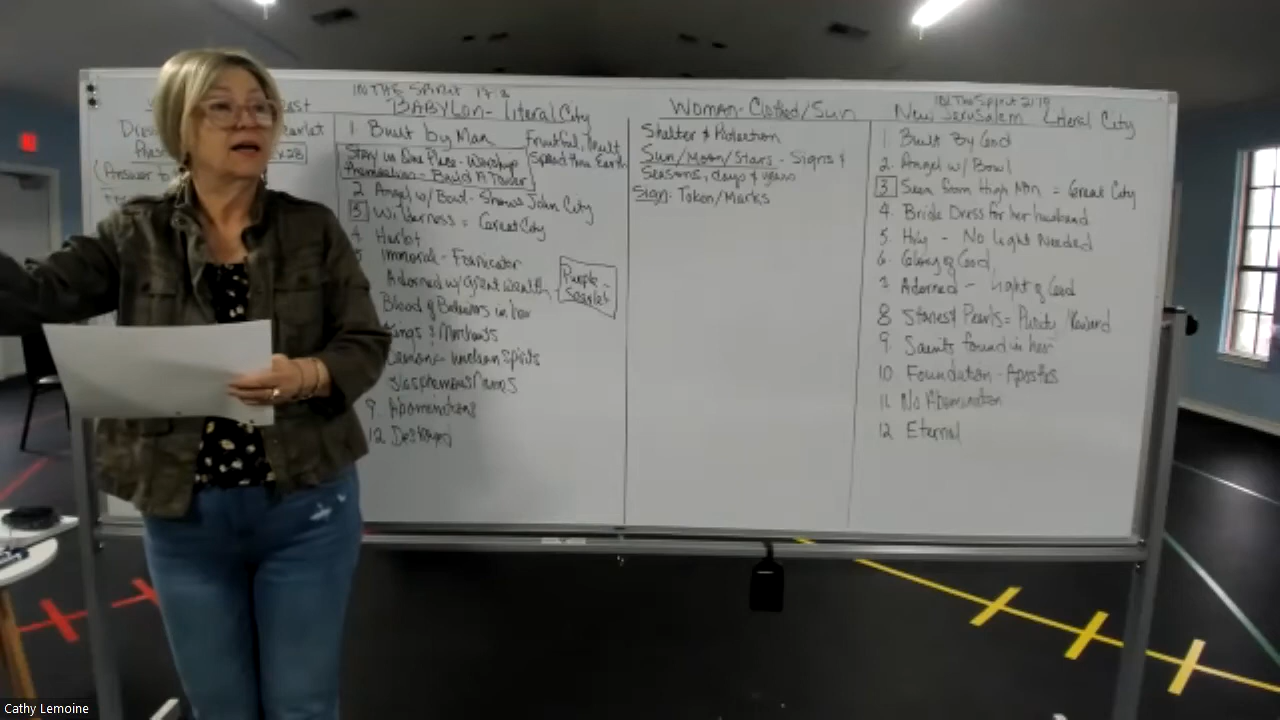 IN THE SPIRIT 17:3
BABYLON - Literal City
1. Built by Man
Fruitful, Mult
Spread thru Earth
Stay in One Place - Worship
Themselves - Build A Tower
2 Angel w/ Bowl - Shows John City
3 Wilderness = Great City
4. Harlot
5 Immoral - Fornicator
Adorned w/ great wealth
Purple -
Scarlet
Blood of Believers in her
Kings & Merchants
Demons - unclean Spirits
Blasphemous Names
9. Abominations
12 Destroyed
WOMAN - Clothed/Sun
Shelter & Protection
Sun/Moon/Stars - Signs &
Seasons, days & years
Sign: Token/Marks
IN The Spirit 21:10
New Jerusalem Literal City
1. Built By God
2. Angel w/ Bowl
3 Seen from High Mtn = Great City
4. Bride Dress for her husband
5. Holy - No Light Needed
6. Glory of God
7 Adorned - Light of God
8 Stones & Pearls = Purity, Reward
9. Saints found in her
10. Foundation - Apostles
11. No Abomination
12 Eternal
Cathy Lemoine